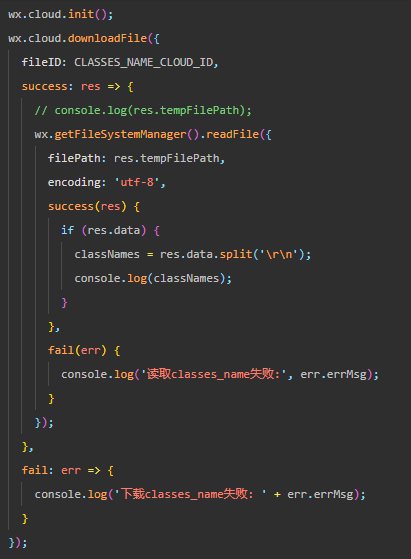 wx.cloud.init();
wx.cloud.downloadFile({
  fileID: CLASSES_NAME_CLOUD_ID,
  success: res => {
    // console.log(res.tempFilePath);
    wx.getFileSystemManager().readFile({
      filePath: res.tempFilePath,
      encoding: 'utf-8',
      success(res) {
        if (res.data) {
          classNames = res.data.split('\r\n');
          console.log(classNames);
        }
      },
      fail(err) {
        console.log('读取classes_name失败:', err.errMsg);
      }
    });
  },
  fail: err => {
    console.log('下载classes_name失败: ' + err.errMsg);
  }
});